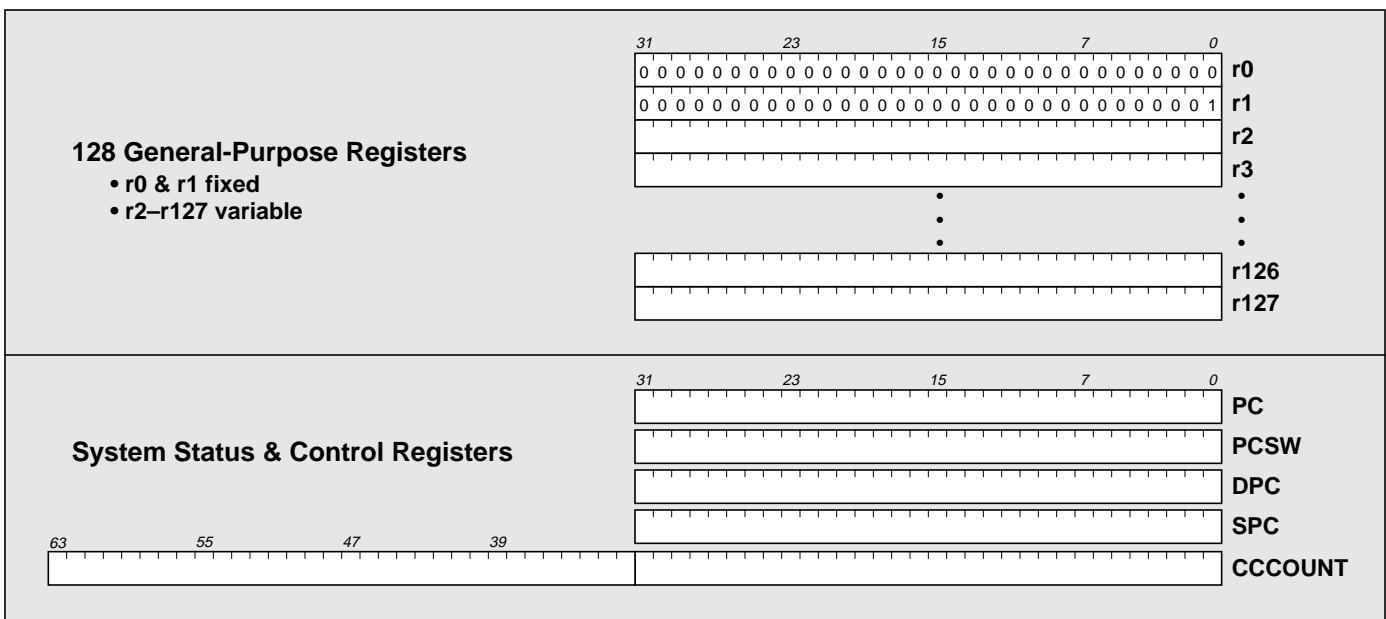 31 23 15 7 0
0 0 0 0 0 0 0 0 0 0 0 0 0 0 0 0 0 0 0 0 0 0 0 0 0 0 0 0 0 0 0 0 r0
0 0 0 0 0 0 0 0 0 0 0 0 0 0 0 0 0 0 0 0 0 0 0 0 0 0 0 0 0 0 0 1 r1
r2
r3
128 General-Purpose Registers
• r0 & r1 fixed
• r2–r127 variable
r126
r127
31 23 15 7 0
PC
PCSW
System Status & Control Registers
DPC
SPC
63 55 47 39
CCCOUNT